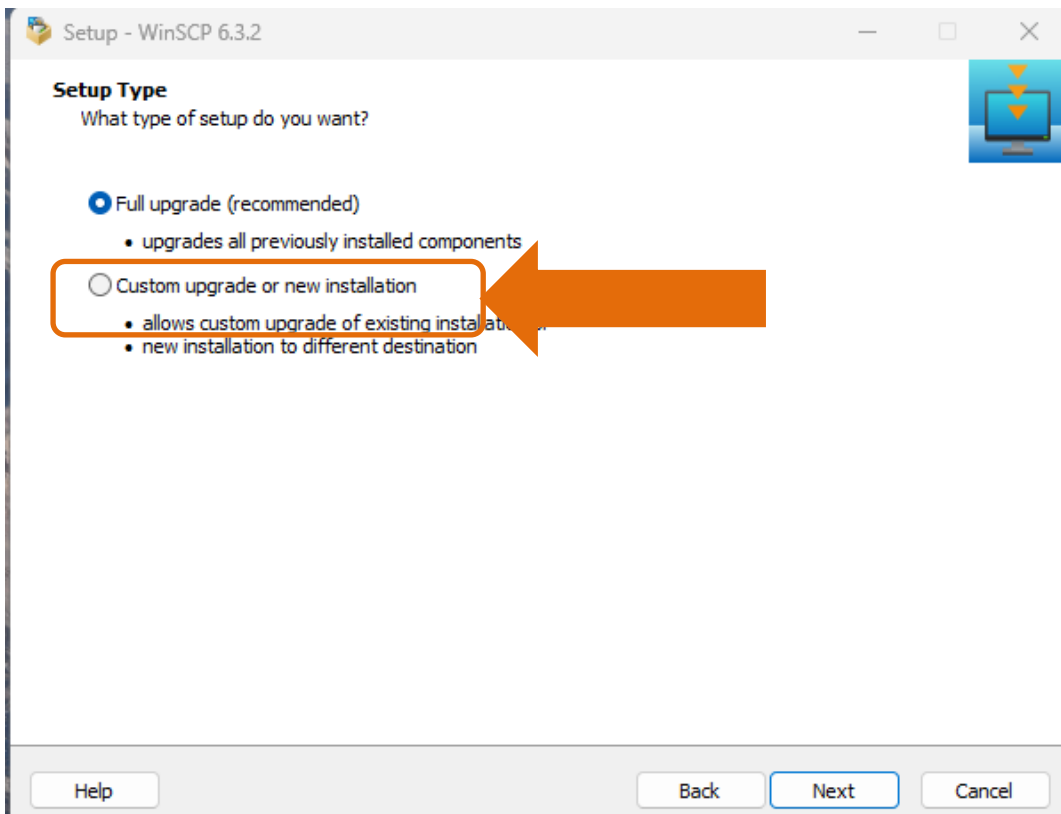 Setup - WinSCP 6.3.2
Setup Type
What type of setup do you want?
Full upgrade (recommended)
• upgrades all previously installed components
Custom upgrade or new installation
• allows custom upgrade of existing
• new installation to different destination
Help Back Next Cancel